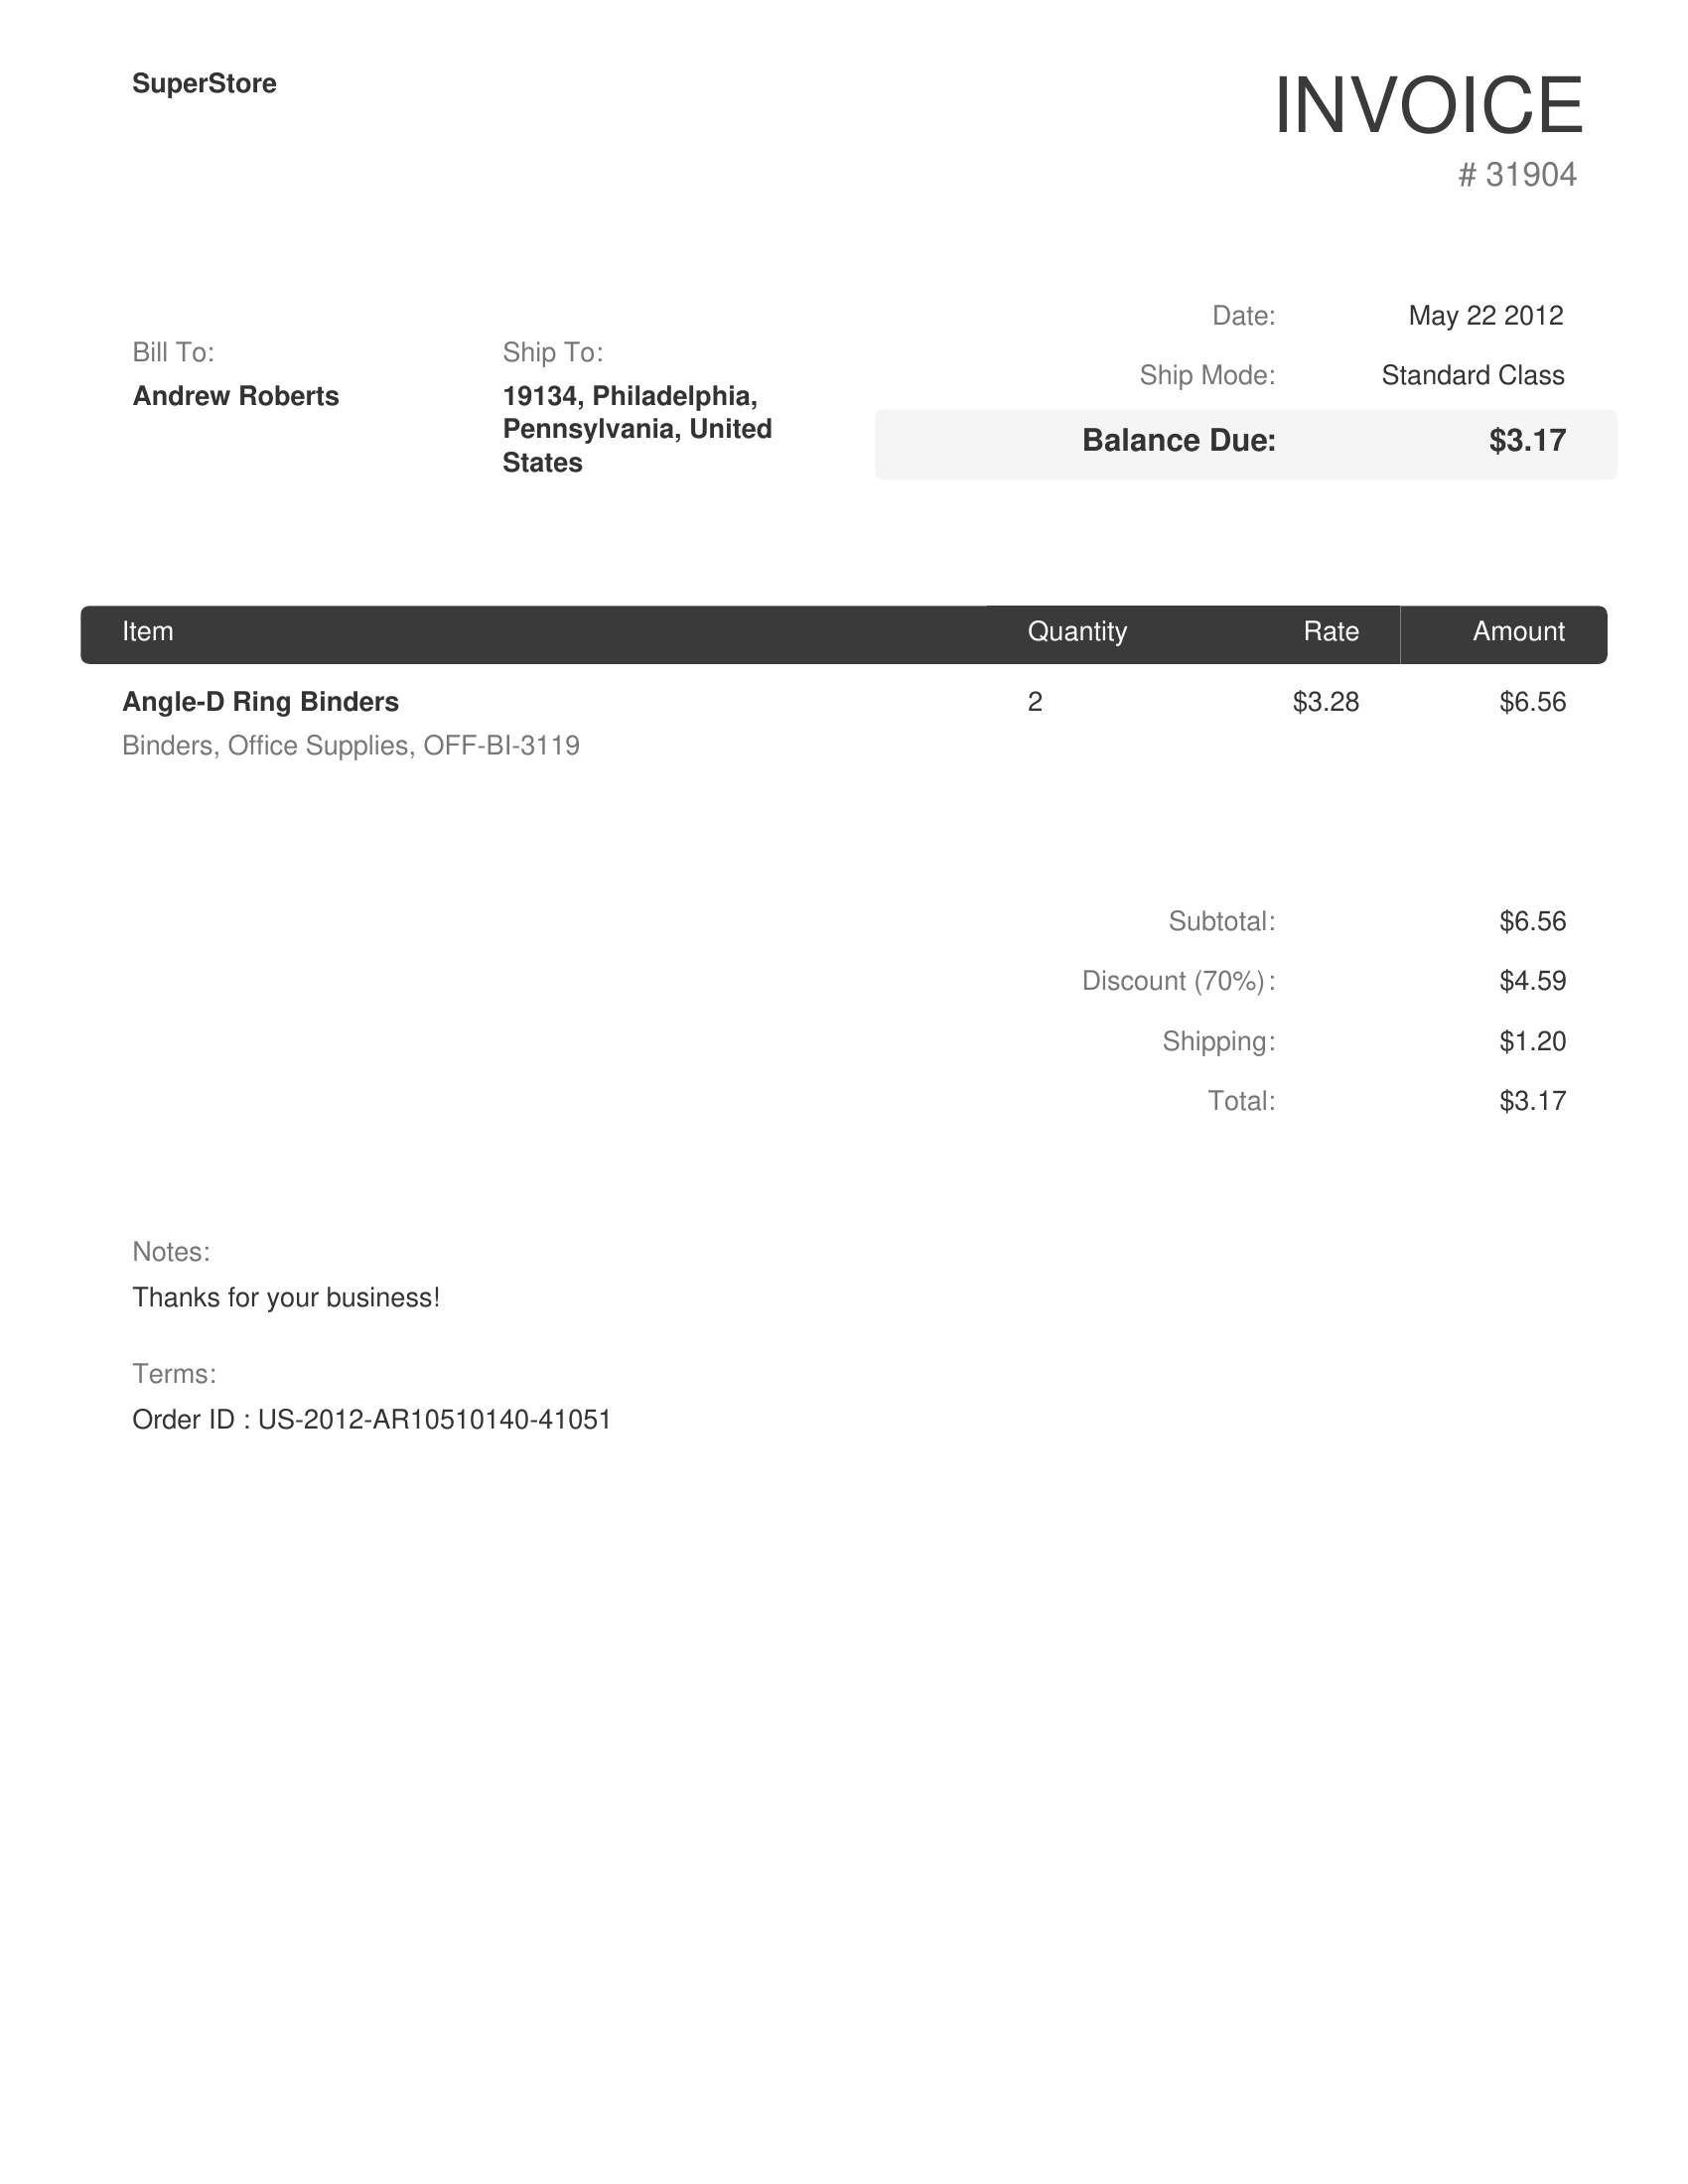 SuperStore
INVOICE
# 31904
Date: May 22 2012
Ship Mode: Standard Class
Balance Due: $3.17
Bill To:
Andrew Roberts
Ship To:
19134, Philadelphia,
Pennsylvania, United
States
Item Quantity Rate Amount
Angle-D Ring Binders 2 $3.28 $6.56
Binders, Office Supplies, OFF-BI-3119
Subtotal: $6.56
Discount (70%): $4.59
Shipping: $1.20
Total: $3.17
Notes:
Thanks for your business!
Terms:
Order ID : US-2012-AR10510140-41051